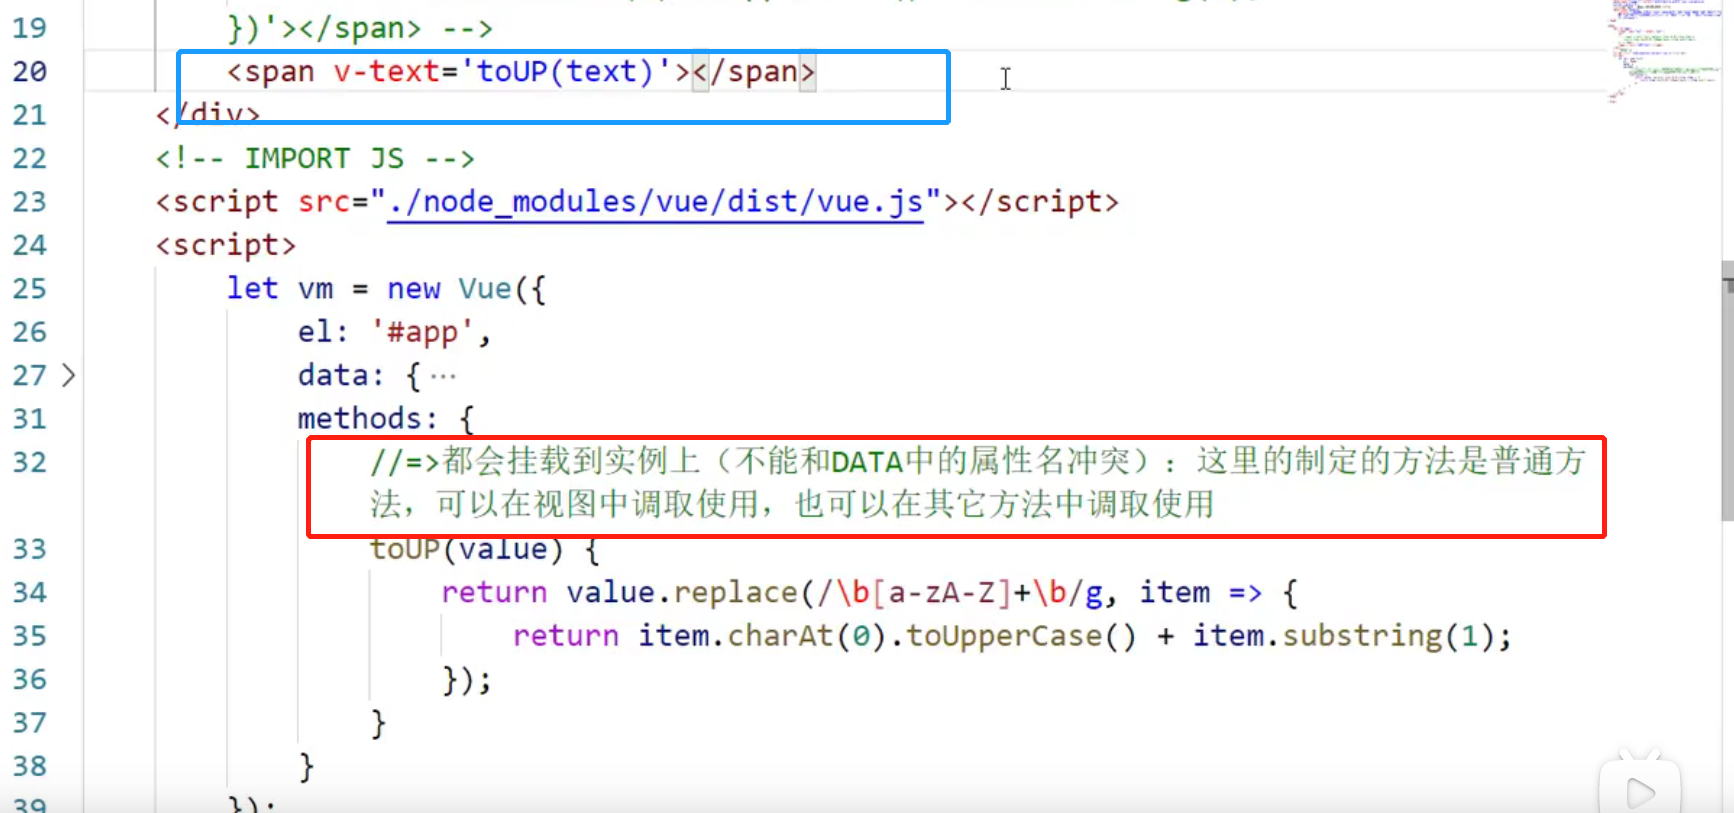 19 })'></span> -->
20 <span v-text='toUP(text)'></span>
21 </div>
22 <!-- IMPORT JS -->
23 <script src="./node_modules/vue/dist/vue.js"></script>
24 <script>
25 let vm = new Vue({
26 el: '#app',
27 data: {···
31 methods: {
32 //=>都会挂载到实例上（不能和DATA中的属性名冲突）：这里的制定的方法是普通方
法，可以在视图中调取使用，也可以在其它方法中调取使用
33 toUP(value) {
34 return value.replace(/\b[a-zA-Z]+\b/g, item => {
35 return item.charAt(0).toUpperCase() + item.substring(1);
36 });
37 }
38 }
39 });